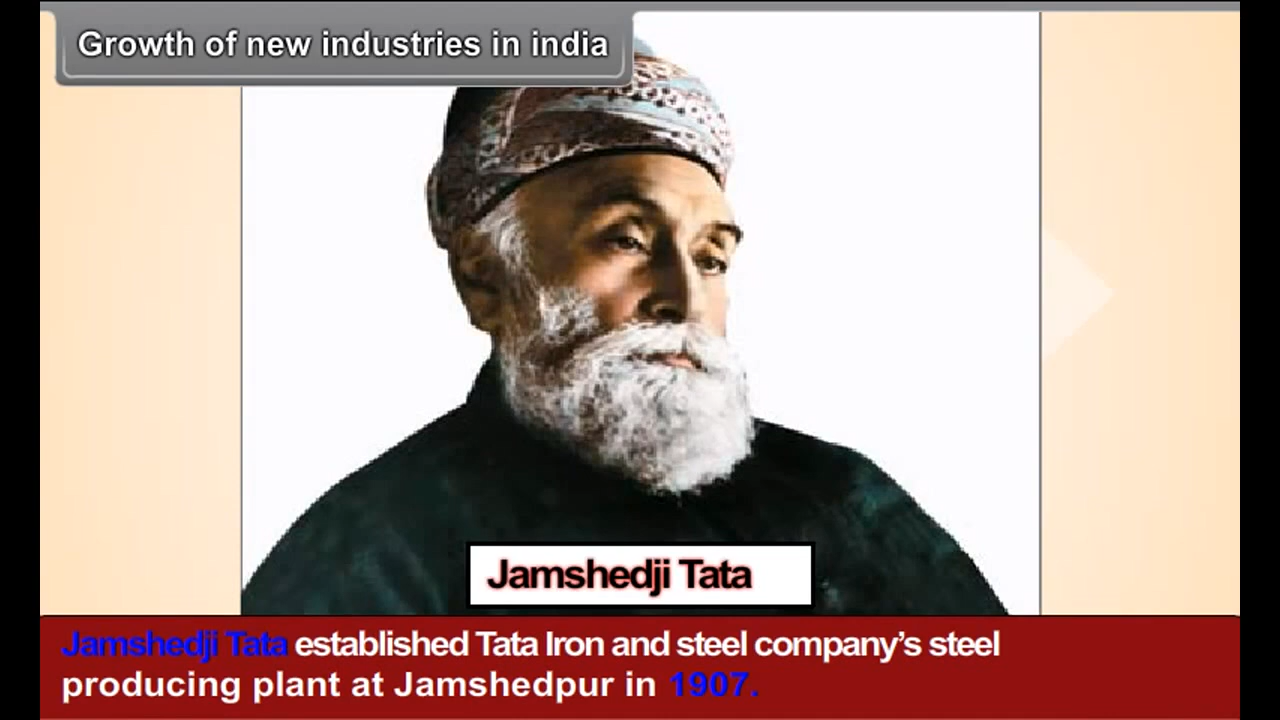 Growth of new industries in india
Jamshedji Tata
Jamshedji Tata established Tata Iron and steel company’s steel
producing plant at Jamshedpur in 1907.